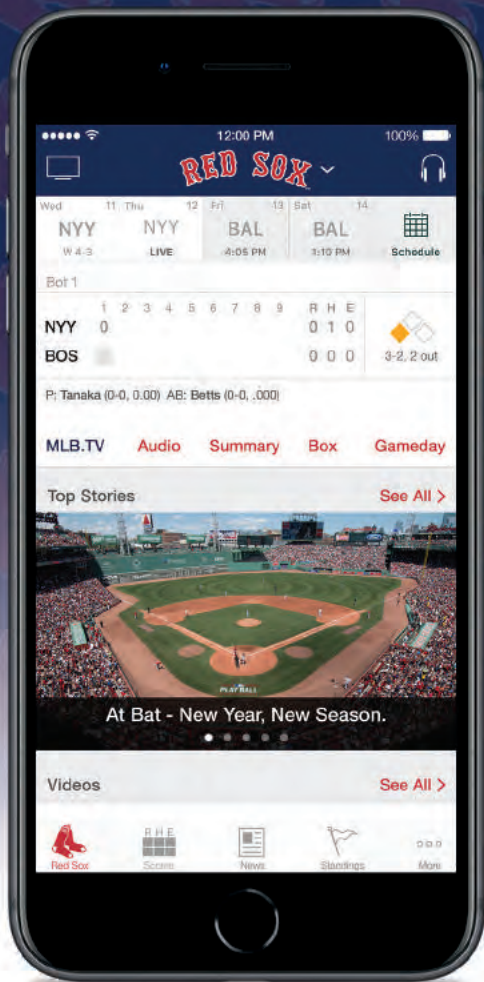 12:00 PM 100%
RED SOX
Wed 11 Thu 12 Fri 13 Sat 14
NYY NYY BAL BAL
W 4-3 LIVE 4:05 PM 1:10 PM Schedule
Bot 1
1 2 3 4 5 6 7 8 9 R H E
NYY 0 0 1 0
BOS 0 0 0 3-2, 2 out
P: Tanaka (0-0, 0.00) AB: Betts (0-0, .000)
MLB.TV Audio Summary Box Gameday
Top Stories See All >
PLAY BALL
At Bat - New Year, New Season.
Videos See All >
R H E
Red Sox Scores News Standings More